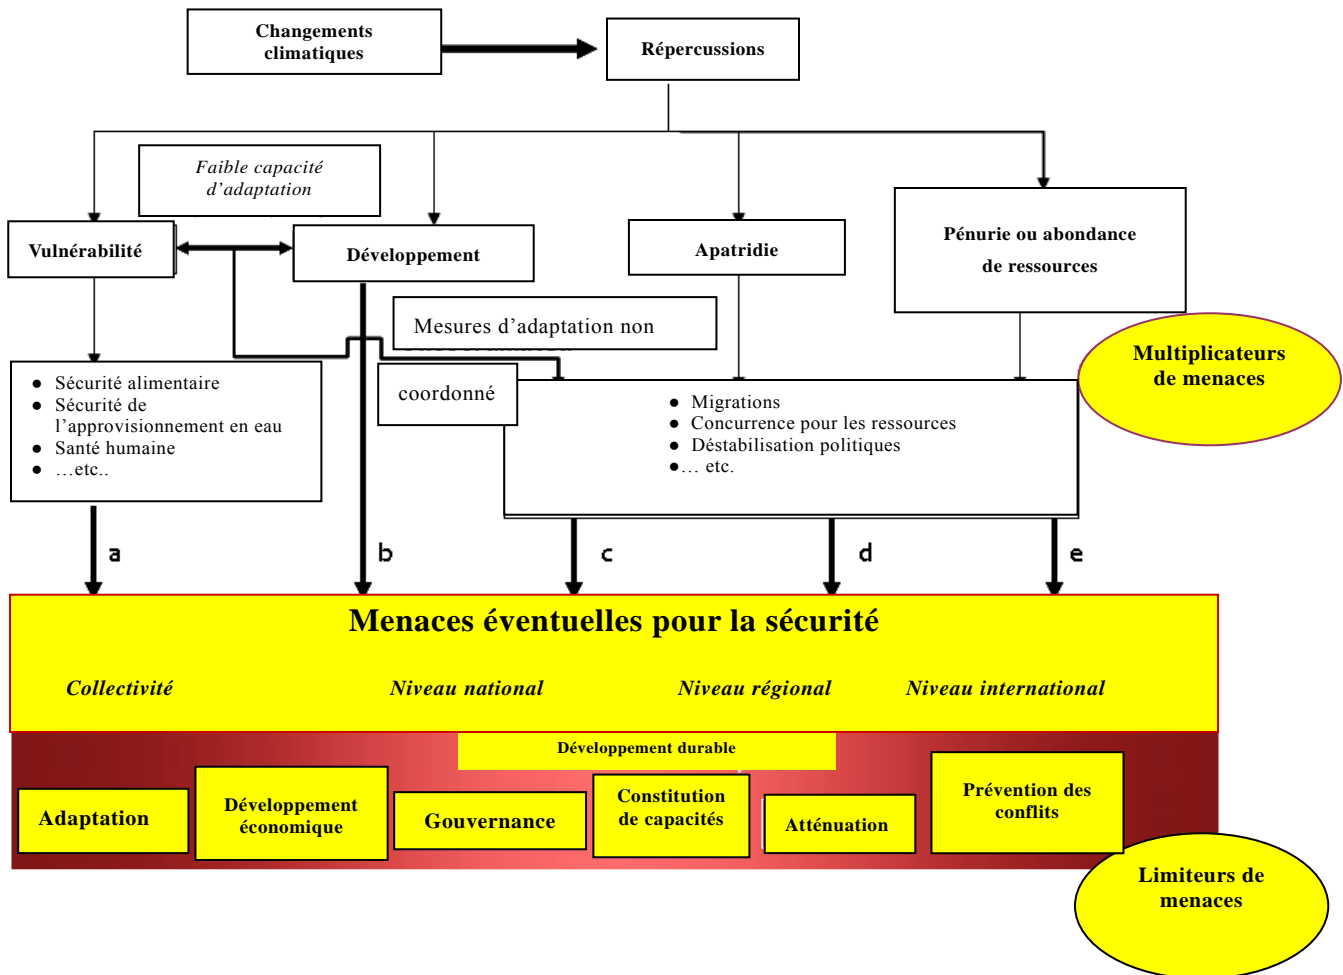 Changements
climatiques
Répercussions
Faible capacité
d'adaptation
Vulnérabilité
Développement
Apatridie
Pénurie ou abondance
de ressources
Mesures d'adaptation non
coordonné
Multiplicateurs
de menaces
● Sécurité alimentaire
● Sécurité de
l'approvisionnement en eau
● Santé humaine
● …etc..
● Migrations
● Concurrence pour les ressources
● Déstabilisation politiques
●… etc.
a
b
c
d
e
Menaces éventuelles pour la sécurité
Collectivité
Niveau national
Niveau régional
Niveau international
Développement durable
Adaptation
Développement
économique
Gouvernance
Constitution
de capacités
Atténuation
Prévention des
conflits
Limiteurs de
menaces